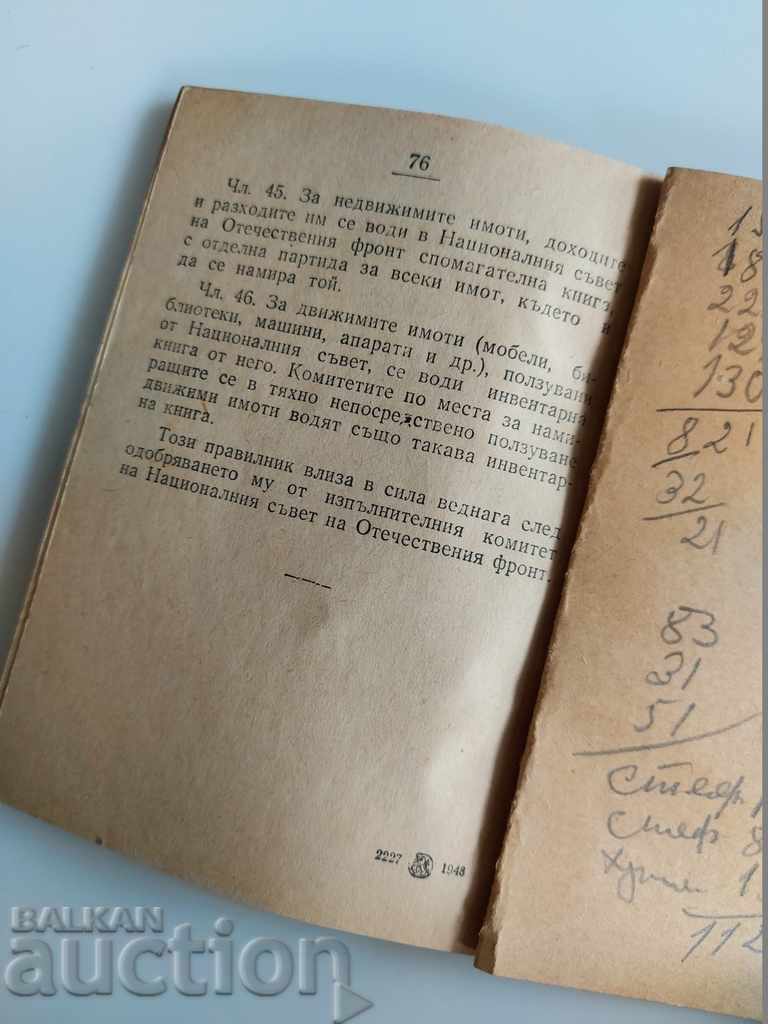 76
Чл. 45. За недвижимите имоти, доходите
и разходите им се води в Националния съвет
на Отечествения фронт спомагателна книга,
с отделна партида за всеки имот, където и
да се намира той.
Чл. 46. За движимите имоти (мобели, би-
блиотеки, машини, апарати и др.), ползувани
от Националния съвет, се води инвентарна
книга от него. Комитетите по места за нами-
ращите се в тяхно непосредствено ползуване
движими имоти водят също такава инвентар-
на книга.
Този правилник влиза в сила веднага след
одобряването му от изпълнителния комитет
на Националния съвет на Отечествения фронт.
2227 1948
130
821
32
21
83
31
51
112
BALKAN
auction